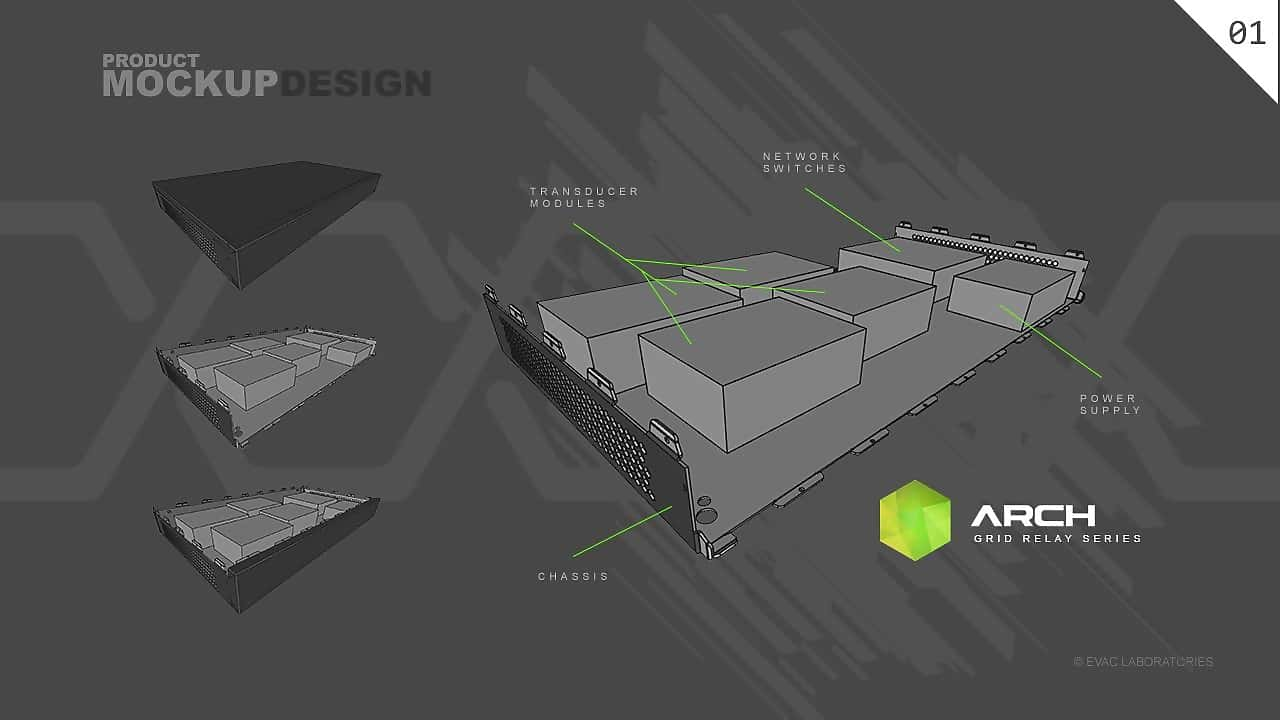 01
PRODUCT
MOCKUPDESIGN
NETWORK
SWITCHES
TRANSDUCER
MODULES
POWER
SUPPLY
ARCH
GRID RELAY SERIES
CHASSIS
© EVAC LABORATORIES